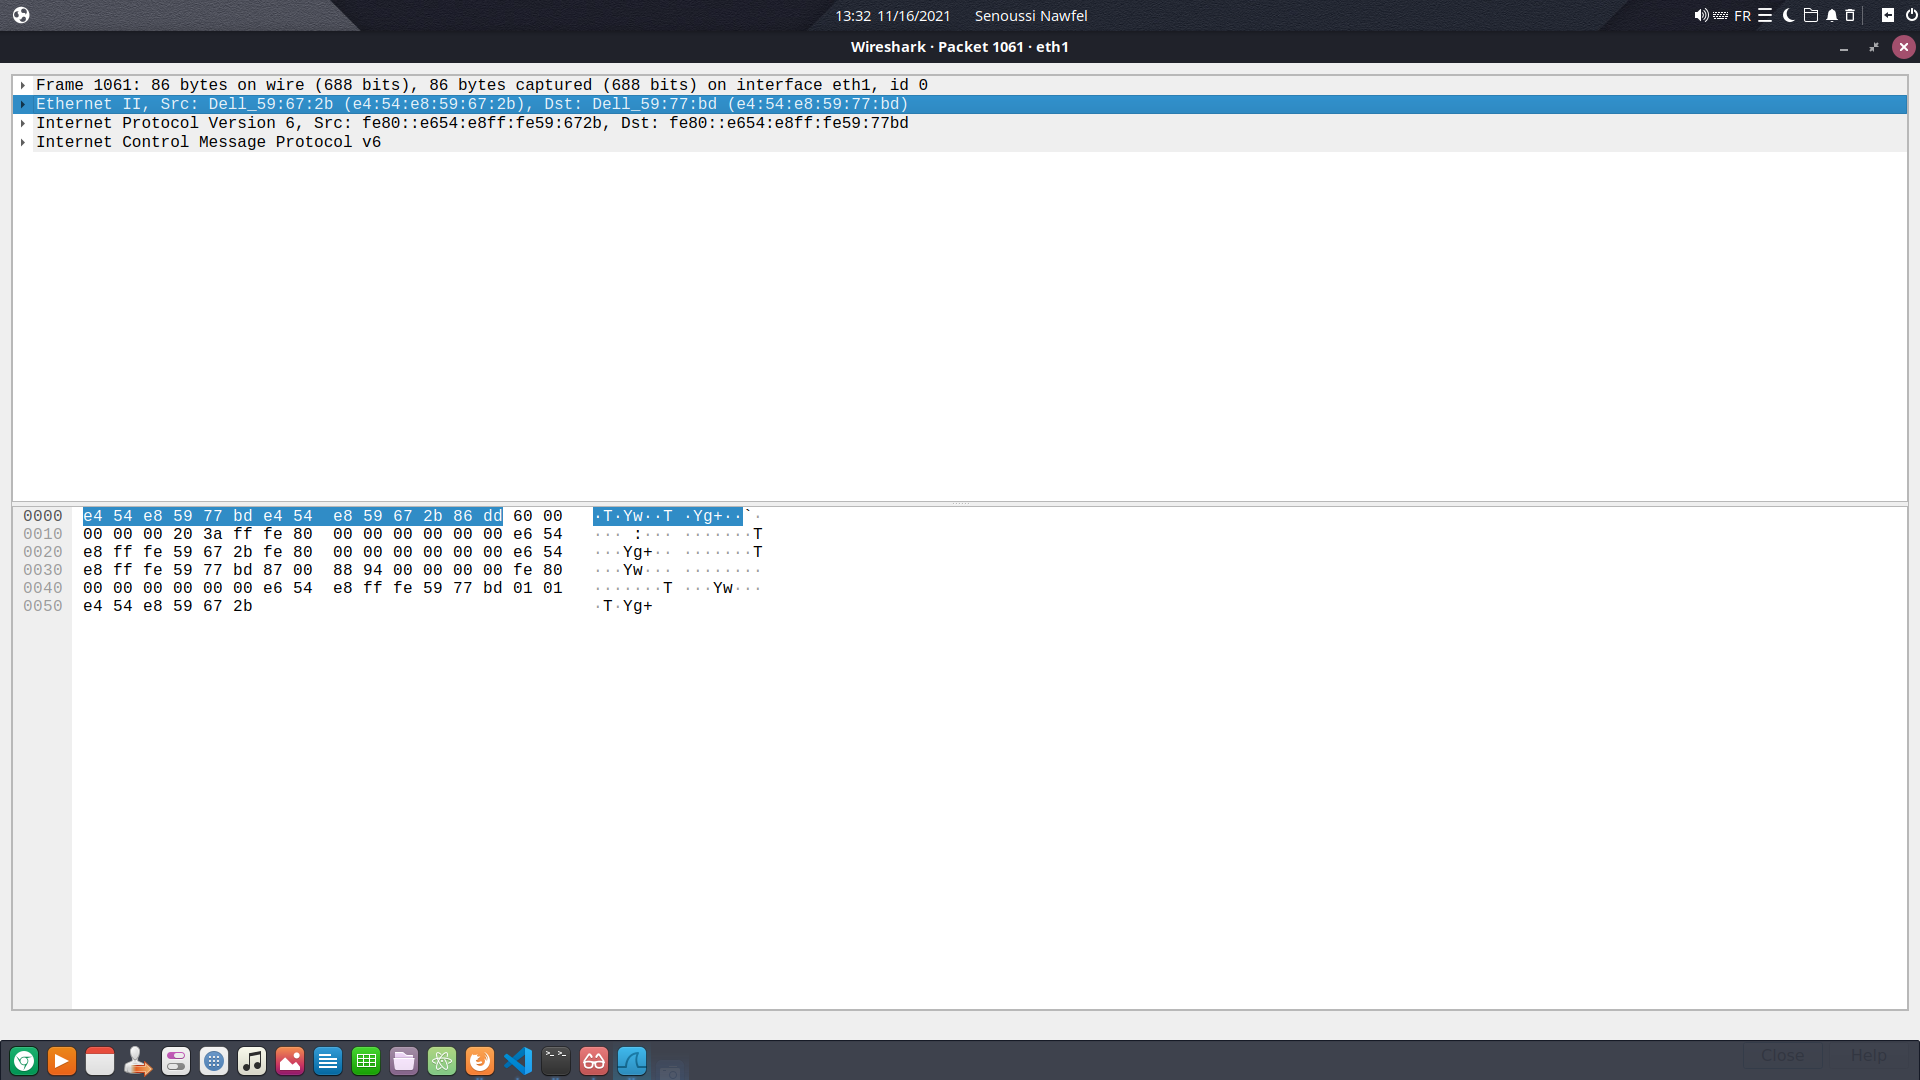 13:32 11/16/2021 Senoussi Nawfel FR
Wireshark · Packet 1061 · eth1
Frame 1061: 86 bytes on wire (688 bits), 86 bytes captured (688 bits) on interface eth1, id 0
Ethernet II, Src: Dell_59:67:2b (e4:54:e8:59:67:2b), Dst: Dell_59:77:bd (e4:54:e8:59:77:bd)
Internet Protocol Version 6, Src: fe80::e654:e8ff:fe59:672b, Dst: fe80::e654:e8ff:fe59:77bd
Internet Control Message Protocol v6
0000 e4 54 e8 59 77 bd e4 54 e8 59 67 2b 86 dd 60 00 ·T·Yw··T ·Yg+··`·
0010 00 00 00 20 3a ff fe 80 00 00 00 00 00 00 e6 54 ··· :··· ·······T
0020 e8 ff fe 59 67 2b fe 80 00 00 00 00 00 00 e6 54 ···Yg+·· ·······T
0030 e8 ff fe 59 77 bd 87 00 88 94 00 00 00 00 fe 80 ···Yw··· ········
0040 00 00 00 00 00 00 e6 54 e8 ff fe 59 77 bd 01 01 ·······T ···Yw···
0050 e4 54 e8 59 67 2b ·T·Yg+
Close Help